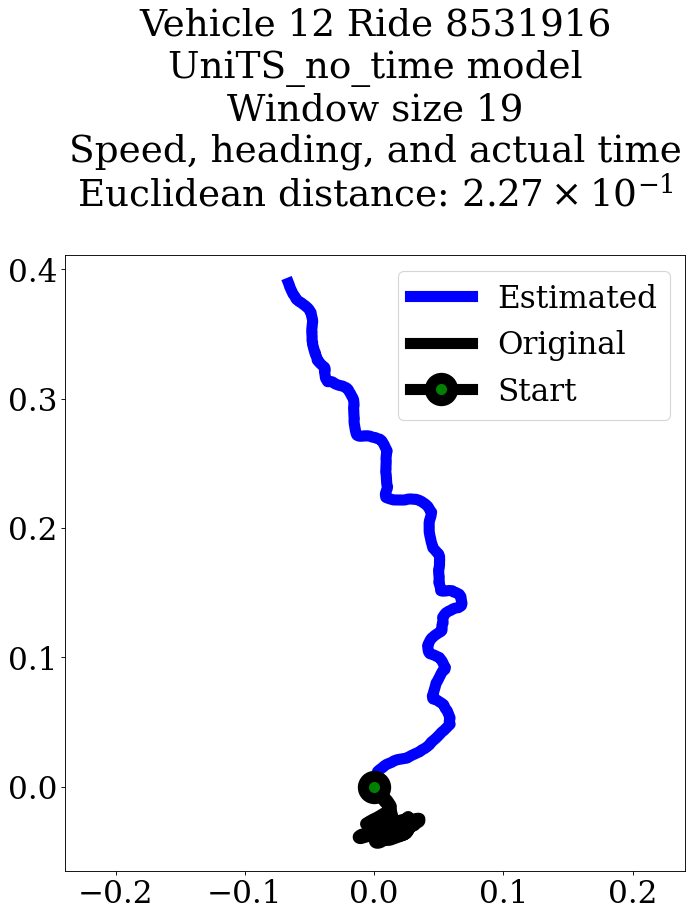 Vehicle 12 Ride 8531916
UniTS_no_time model
Window size 19
Speed, heading, and actual time
Euclidean distance: 2.27 × 10⁻¹
Estimated
Original
Start
0.4
0.3
0.2
0.1
0.0
−0.2 −0.1 0.0 0.1 0.2